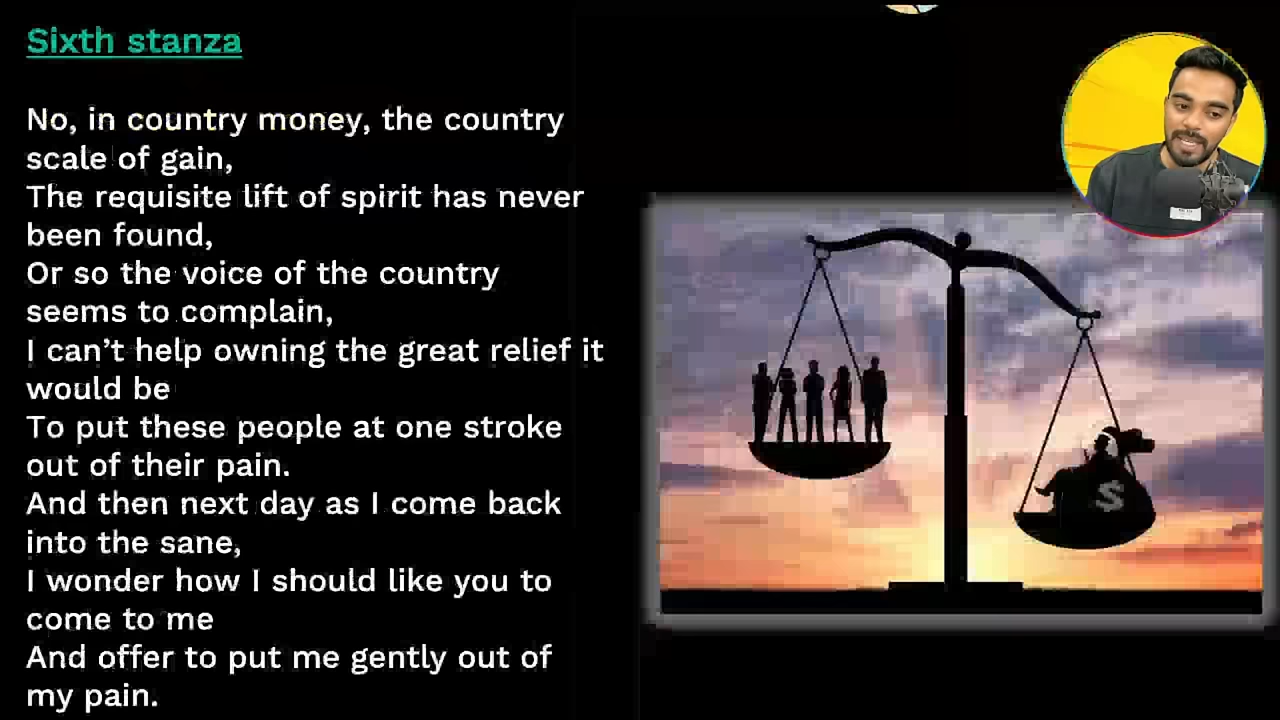 Sixth stanza
No, in country money, the country
scale of gain,
The requisite lift of spirit has never
been found,
Or so the voice of the country
seems to complain,
I can’t help owning the great relief it
would be
To put these people at one stroke
out of their pain.
And then next day as I come back
into the sane,
I wonder how I should like you to
come to me
And offer to put me gently out of
my pain.
$